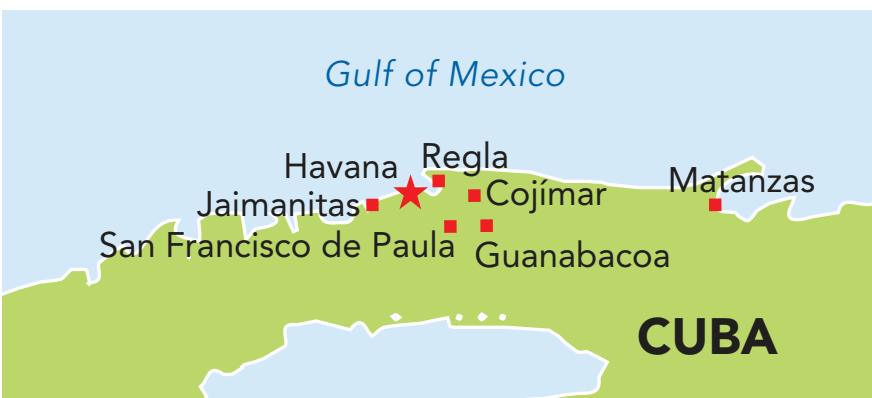 Gulf of Mexico
Havana
Regla
Jaimanitas
Cojímar
Matanzas
San Francisco de Paula
Guanabacoa
CUBA